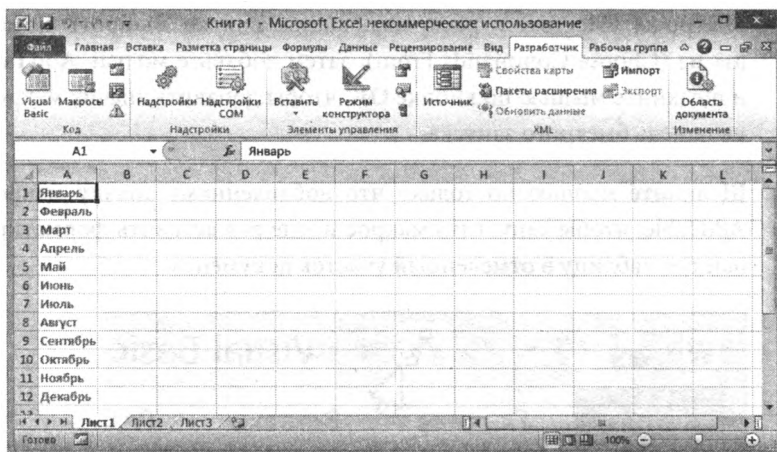 Книга1 - Microsoft Excel некоммерческое использование
Файл Главная Вставка Разметка страницы Формулы Данные Рецензирование Вид Разработчик Рабочая группа
Visual Basic Макросы Надстройки Надстройки COM Вставить Режим конструктора Источник Свойства карты Импорт
Пакеты расширения Экспорт
Обновить данные
Область документа
Код Надстройки Элементы управления XML Изменение
A1 fx Январь
A B C D E F G H I J K L
1 Январь
2 Февраль
3 Март
4 Апрель
5 Май
6 Июнь
7 Июль
8 Август
9 Сентябрь
10 Октябрь
11 Ноябрь
12 Декабрь
Лист1 Лист2 Лист3
Готово 100%